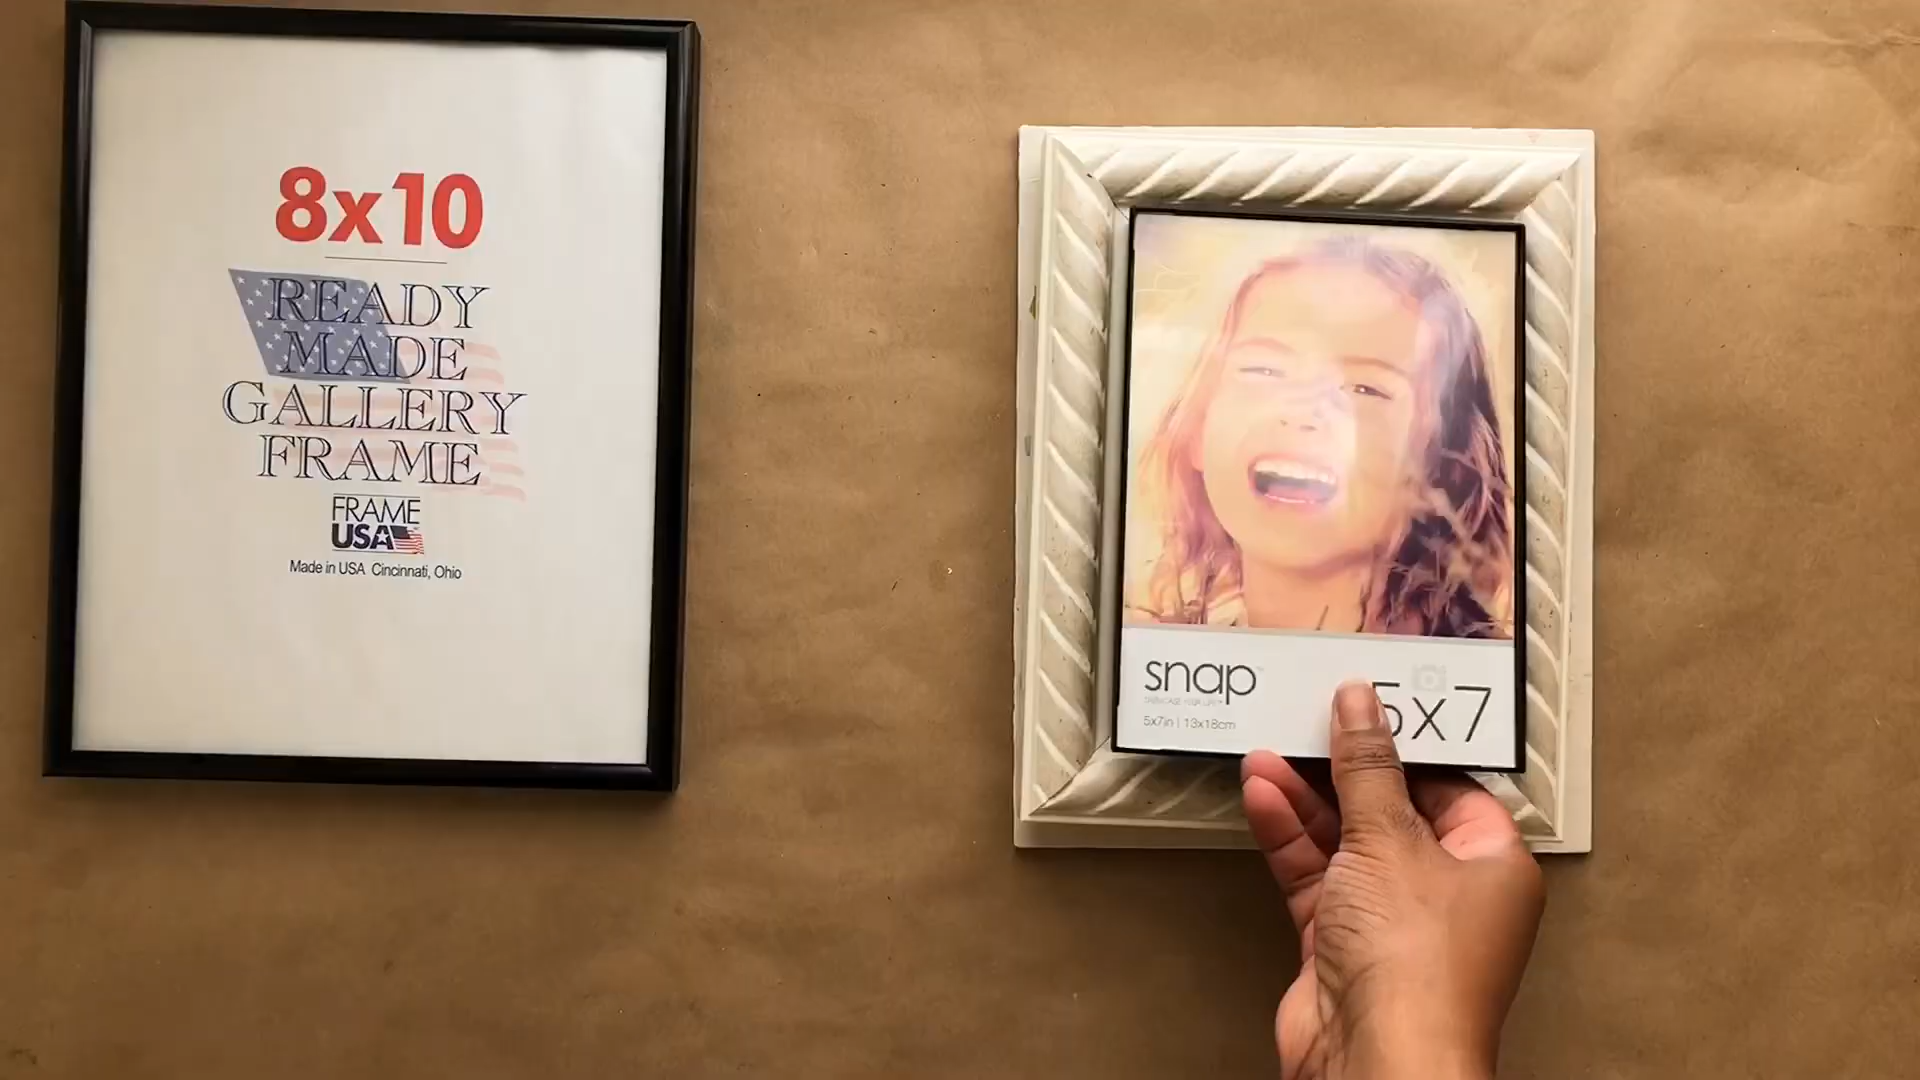 8x10
READY
MADE
GALLERY
FRAME
FRAME
USA
Made in USA Cincinnati, Ohio
snap
5x7in | 13x18cm
5x7